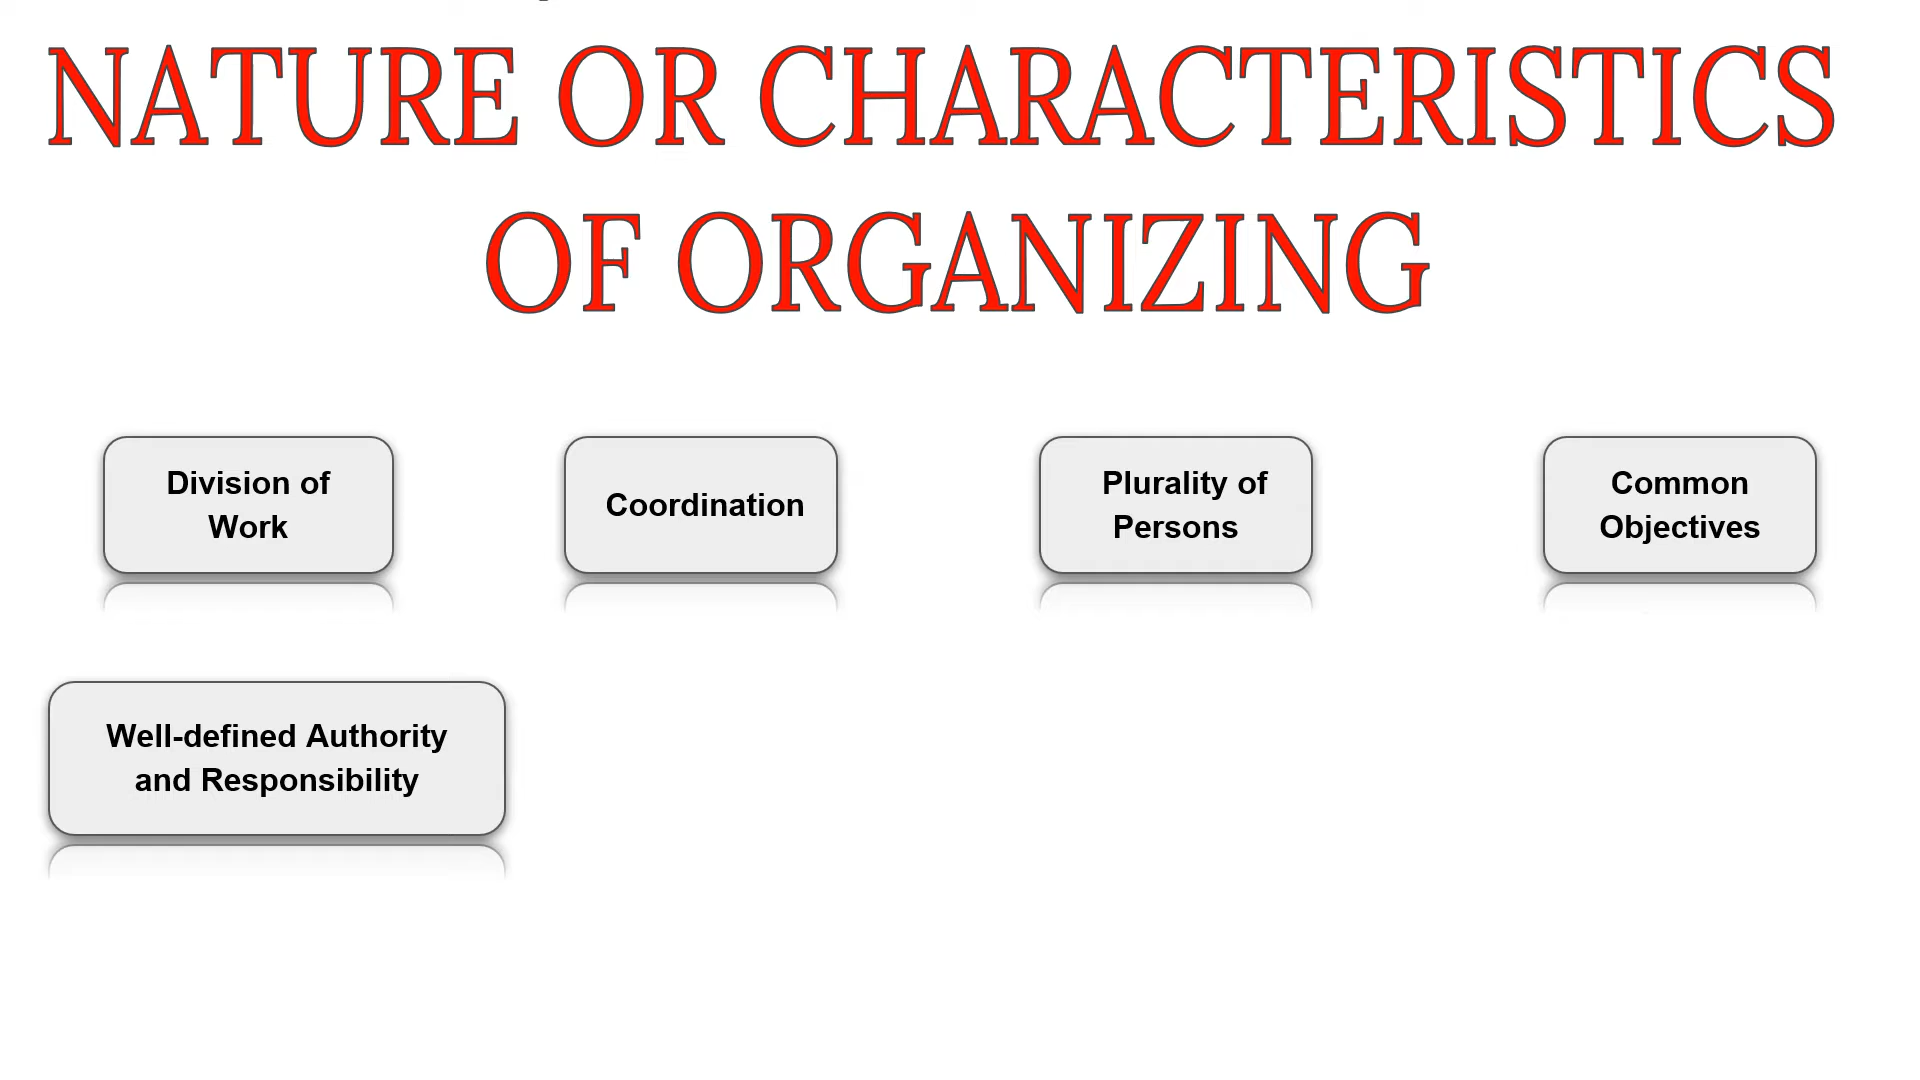 NATURE OR CHARACTERISTICS
OF ORGANIZING
Division of
Work
Coordination
Plurality of
Persons
Common
Objectives
Well-defined Authority
and Responsibility